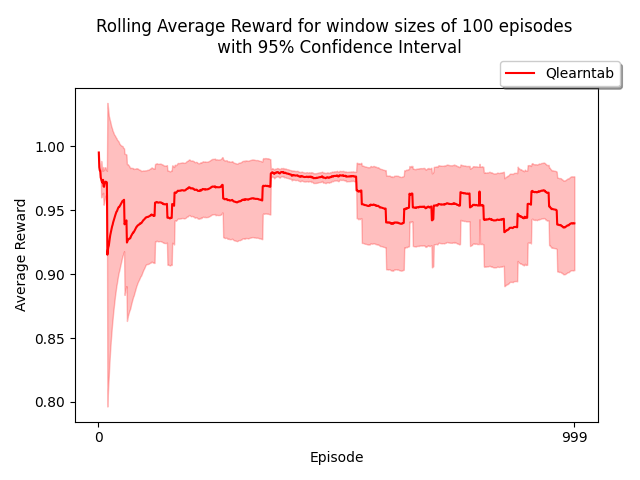 Rolling Average Reward for window sizes of 100 episodes
with 95% Confidence Interval
Qlearntab
1.00
0.95
0.90
0.85
0.80
Average Reward
0
999
Episode